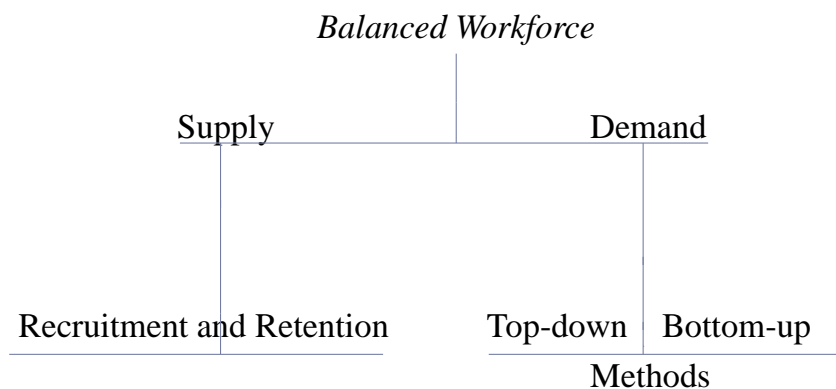 Balanced Workforce
Supply Demand
Recruitment and Retention Top-down Bottom-up
Methods